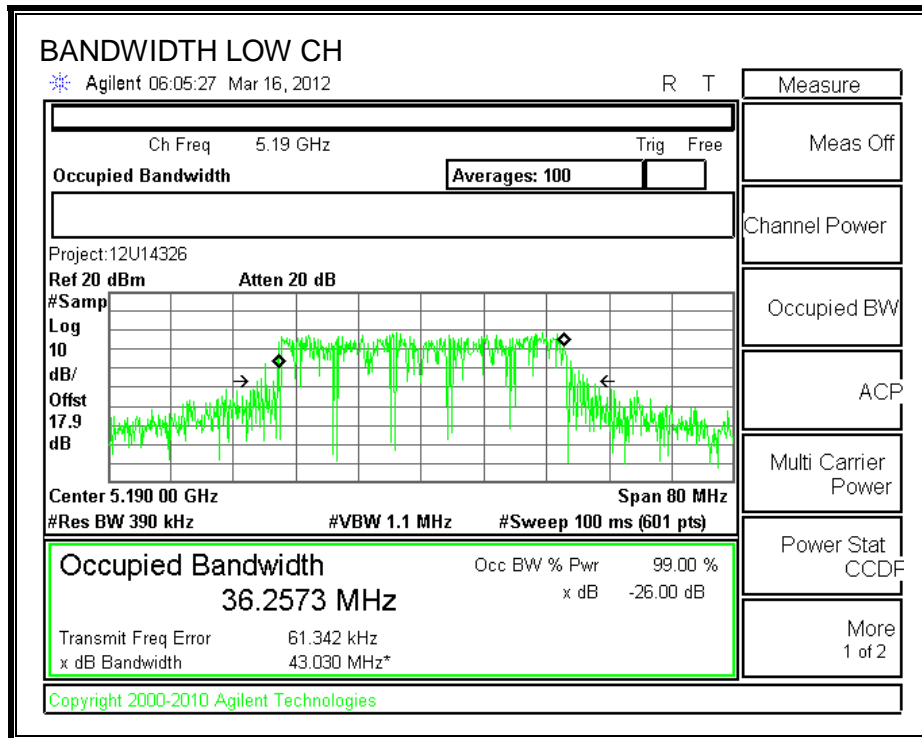 BANDWIDTH LOW CH
Agilent 06:05:27 Mar 16, 2012 R T
Measure
Ch Freq 5.19 GHz Trig Free
Meas Off
Occupied Bandwidth Averages: 100
Channel Power
Project:12U14326
Ref 20 dBm Atten 20 dB
#Samp
Log
10
dB/
Offst
17.9
dB
Occupied BW
ACP
Multi Carrier
Power
Center 5.190 00 GHz Span 80 MHz
#Res BW 390 kHz #VBW 1.1 MHz #Sweep 100 ms (601 pts)
Power Stat
CCDF
Occupied Bandwidth Occ BW % Pwr 99.00 %
36.2573 MHz x dB -26.00 dB
Transmit Freq Error 61.342 kHz
x dB Bandwidth 43.030 MHz*
More
1 of 2
Copyright 2000-2010 Agilent Technologies